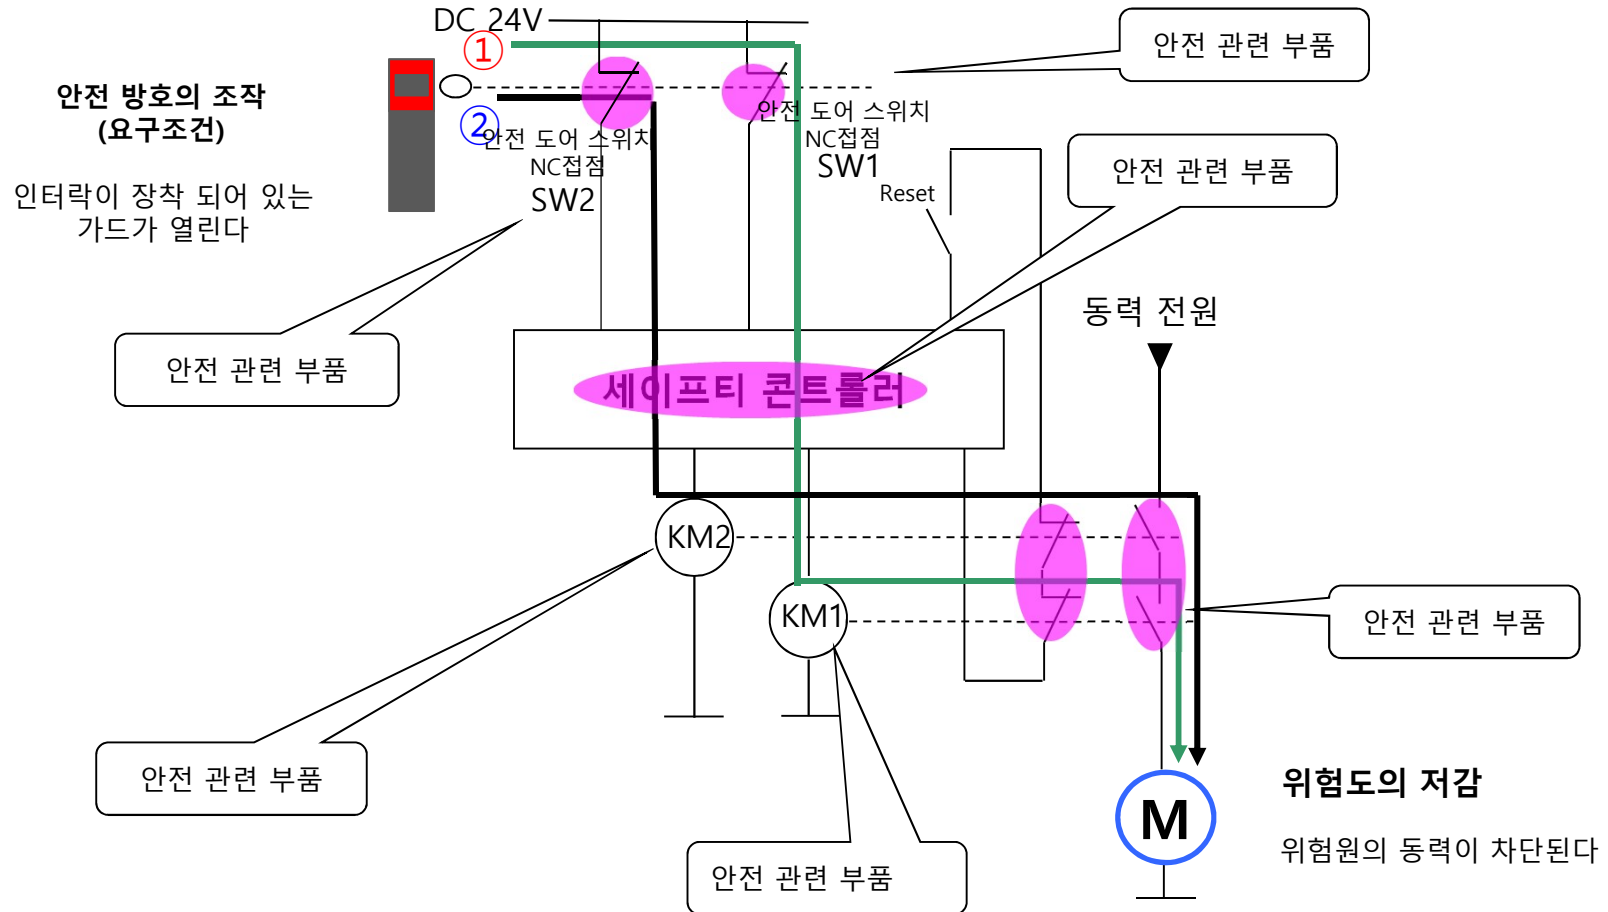 DC 24V
①
안전 관련 부품
안전 방호의 조작
(요구조건)
②
안전 도어 스위치
NC접점
SW1
안전 도어 스위치
NC접점
SW2
인터락이 장착 되어 있는
가드가 열린다
안전 관련 부품
Reset
동력 전원
안전 관련 부품
세이프티 콘트롤러
KM2
KM1
안전 관련 부품
안전 관련 부품
안전 관련 부품
위험도의 저감
M
위험원의 동력이 차단된다